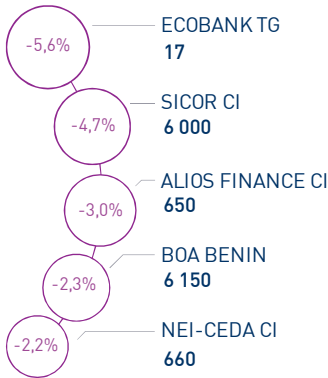 -5,6%
ECOBANK TG
17
-4,7%
SICOR CI
6 000
-3,0%
ALIOS FINANCE CI
650
-2,3%
BOA BENIN
6 150
-2,2%
NEI-CEDA CI
660